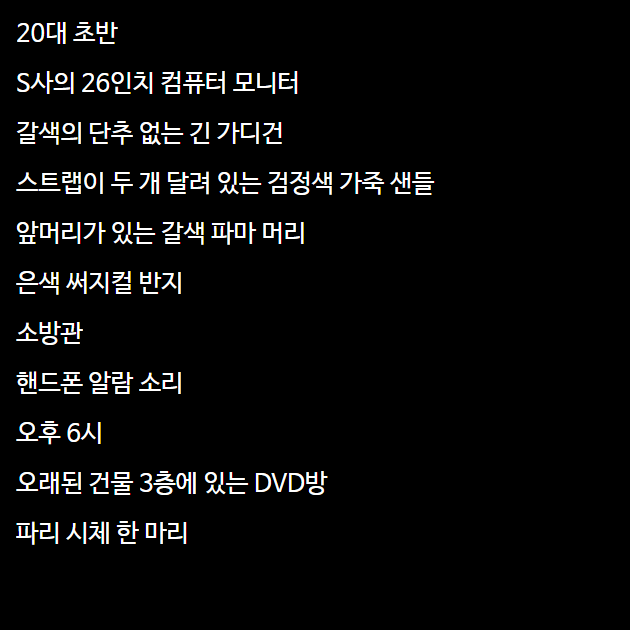 20대 초반
S사의 26인치 컴퓨터 모니터
갈색의 단추 없는 긴 가디건
스트랩이 두 개 달려 있는 검정색 가죽 샌들
앞머리가 있는 갈색 파마 머리
은색 써지컬 반지
소방관
핸드폰 알람 소리
오후 6시
오래된 건물 3층에 있는 DVD방
파리 시체 한 마리